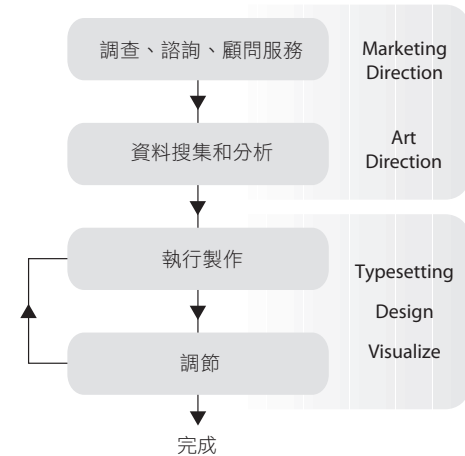 調查、諮詢、顧問服務
Marketing
Direction
資料搜集和分析
Art
Direction
執行製作
Typesetting
Design
Visualize
調節
完成